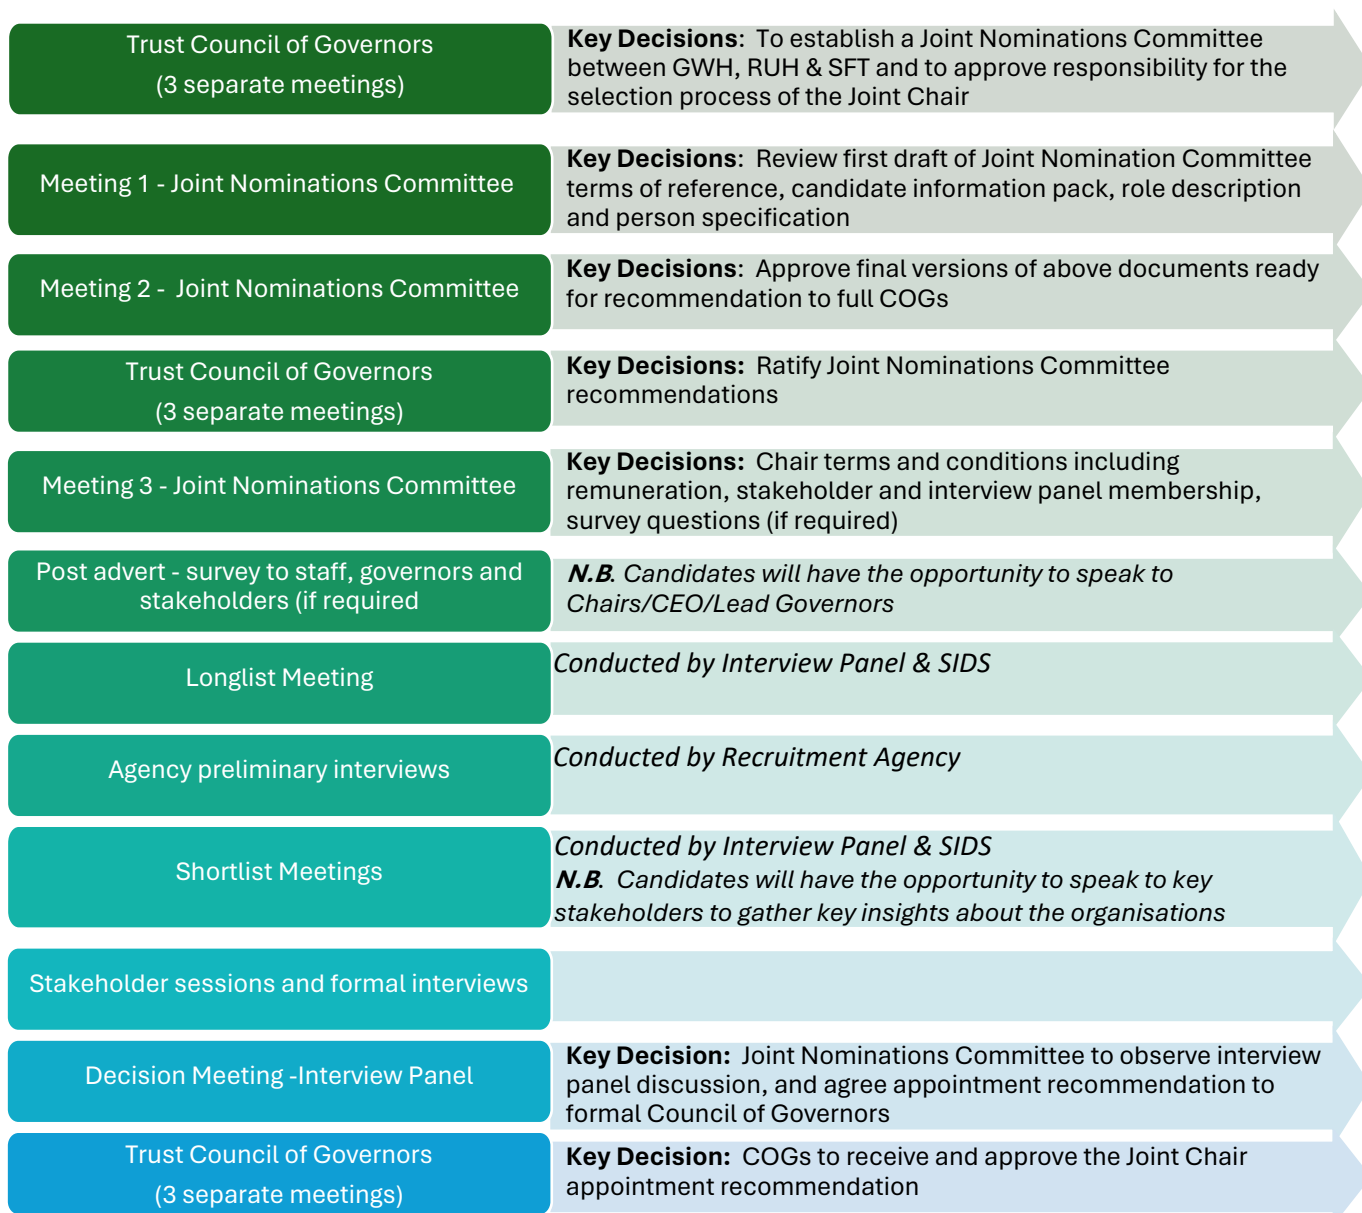 Trust Council of Governors
(3 separate meetings)
Key Decisions:  To establish a Joint Nominations Committee
between GWH, RUH & SFT and to approve responsibility for the
selection process of the Joint Chair
Meeting 1 - Joint Nominations Committee
Key Decisions:  Review first draft of Joint Nomination Committee
terms of reference, candidate information pack, role description
and person specification
Meeting 2 -  Joint Nominations Committee
Key Decisions:  Approve final versions of above documents ready
for recommendation to full COGs
Trust Council of Governors
(3 separate meetings)
Key Decisions:  Ratify Joint Nominations Committee
recommendations
Meeting 3 - Joint Nominations Committee
Key Decisions:  Chair terms and conditions including
remuneration, stakeholder and interview panel membership,
survey questions (if required)
Post advert - survey to staff, governors and
stakeholders (if required
N.B. Candidates will have the opportunity to speak to
Chairs/CEO/Lead Governors
Longlist Meeting
Conducted by Interview Panel & SIDS
Agency preliminary interviews
Conducted by Recruitment Agency
Shortlist Meetings
Conducted by Interview Panel & SIDS
N.B.  Candidates will have the opportunity to speak to key
stakeholders to gather key insights about the organisations
Stakeholder sessions and formal interviews
Decision Meeting -Interview Panel
Key Decision:  Joint Nominations Committee to observe interview
panel discussion, and agree appointment recommendation to
formal Council of Governors
Trust Council of Governors
(3 separate meetings)
Key Decision:  COGs to receive and approve the Joint Chair
appointment recommendation